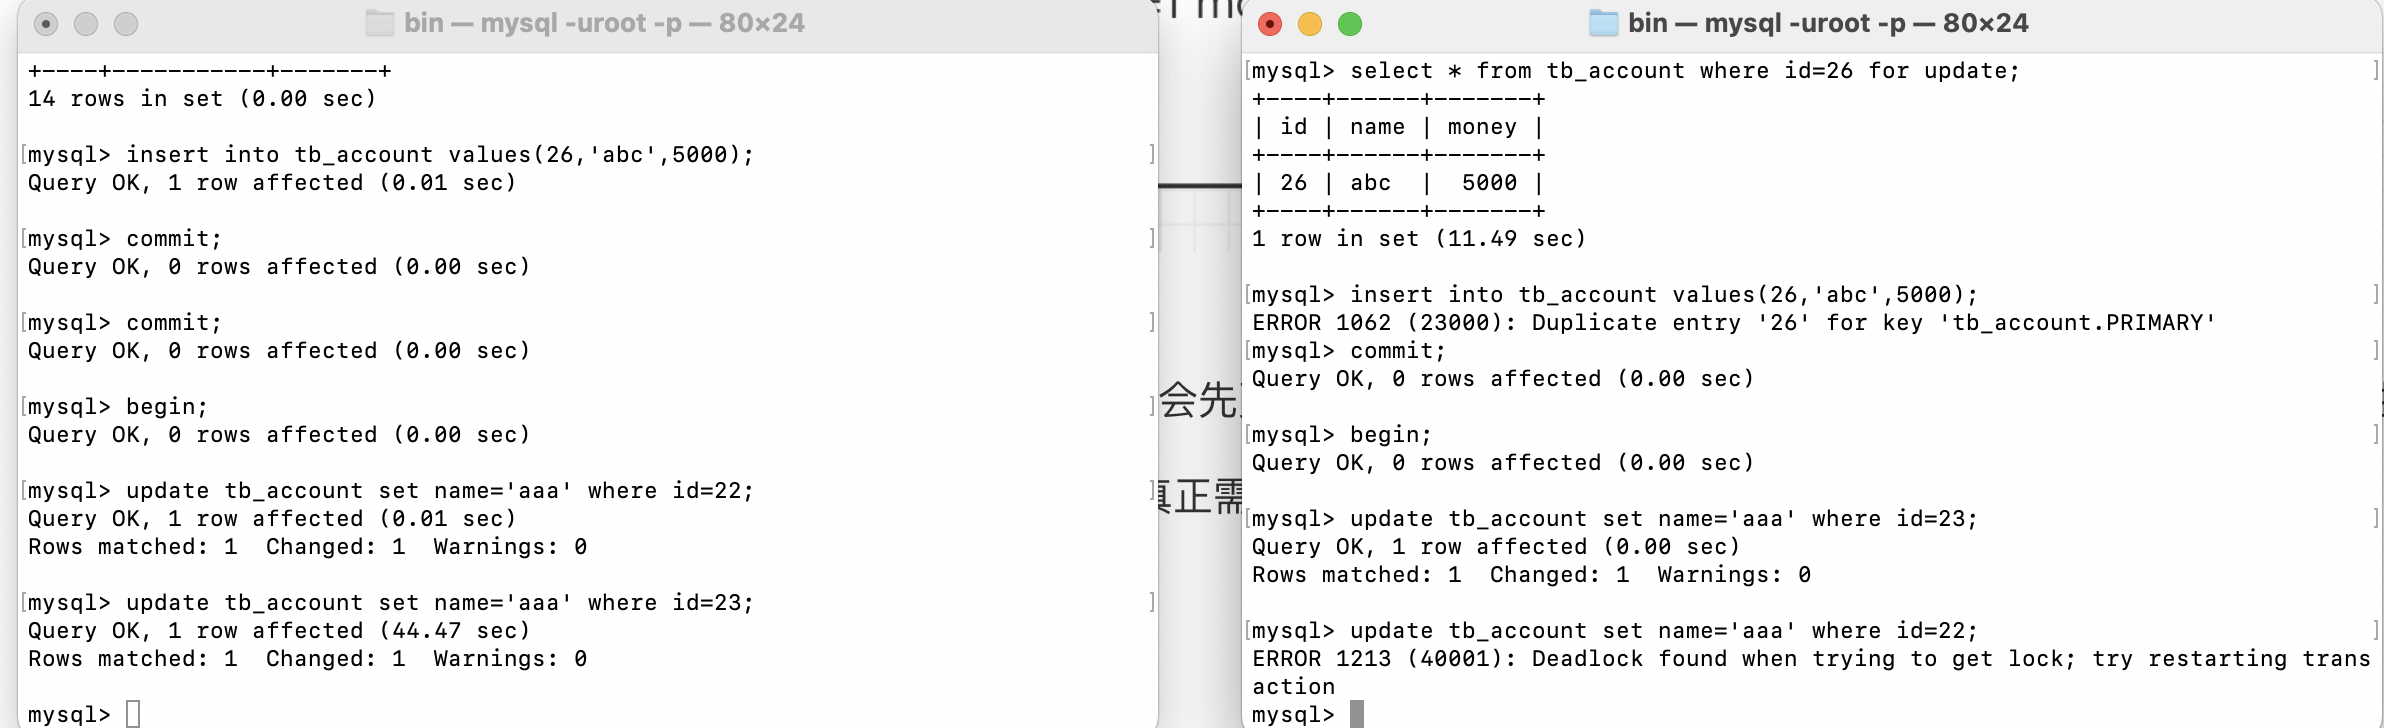 bin — mysql -uroot -p — 80×24
+----+-----------+-------+
14 rows in set (0.00 sec)
[mysql> insert into tb_account values(26,'abc',5000); ]
Query OK, 1 row affected (0.01 sec)
[mysql> commit; ]
Query OK, 0 rows affected (0.00 sec)
[mysql> commit; ]
Query OK, 0 rows affected (0.00 sec)
[mysql> begin; ]
Query OK, 0 rows affected (0.00 sec)
[mysql> update tb_account set name='aaa' where id=22; ]
Query OK, 1 row affected (0.01 sec)
Rows matched: 1  Changed: 1  Warnings: 0
[mysql> update tb_account set name='aaa' where id=23; ]
Query OK, 1 row affected (44.47 sec)
Rows matched: 1  Changed: 1  Warnings: 0
mysql>
会先
真正需
bin — mysql -uroot -p — 80×24
[mysql> select * from tb_account where id=26 for update; ]
+----+------+-------+
| id | name | money |
+----+------+-------+
| 26 | abc  |  5000 |
+----+------+-------+
1 row in set (11.49 sec)
[mysql> insert into tb_account values(26,'abc',5000); ]
ERROR 1062 (23000): Duplicate entry '26' for key 'tb_account.PRIMARY'
[mysql> commit; ]
Query OK, 0 rows affected (0.00 sec)
[mysql> begin; ]
Query OK, 0 rows affected (0.00 sec)
[mysql> update tb_account set name='aaa' where id=23; ]
Query OK, 1 row affected (0.00 sec)
Rows matched: 1  Changed: 1  Warnings: 0
[mysql> update tb_account set name='aaa' where id=22; ]
ERROR 1213 (40001): Deadlock found when trying to get lock; try restarting trans
action
mysql>